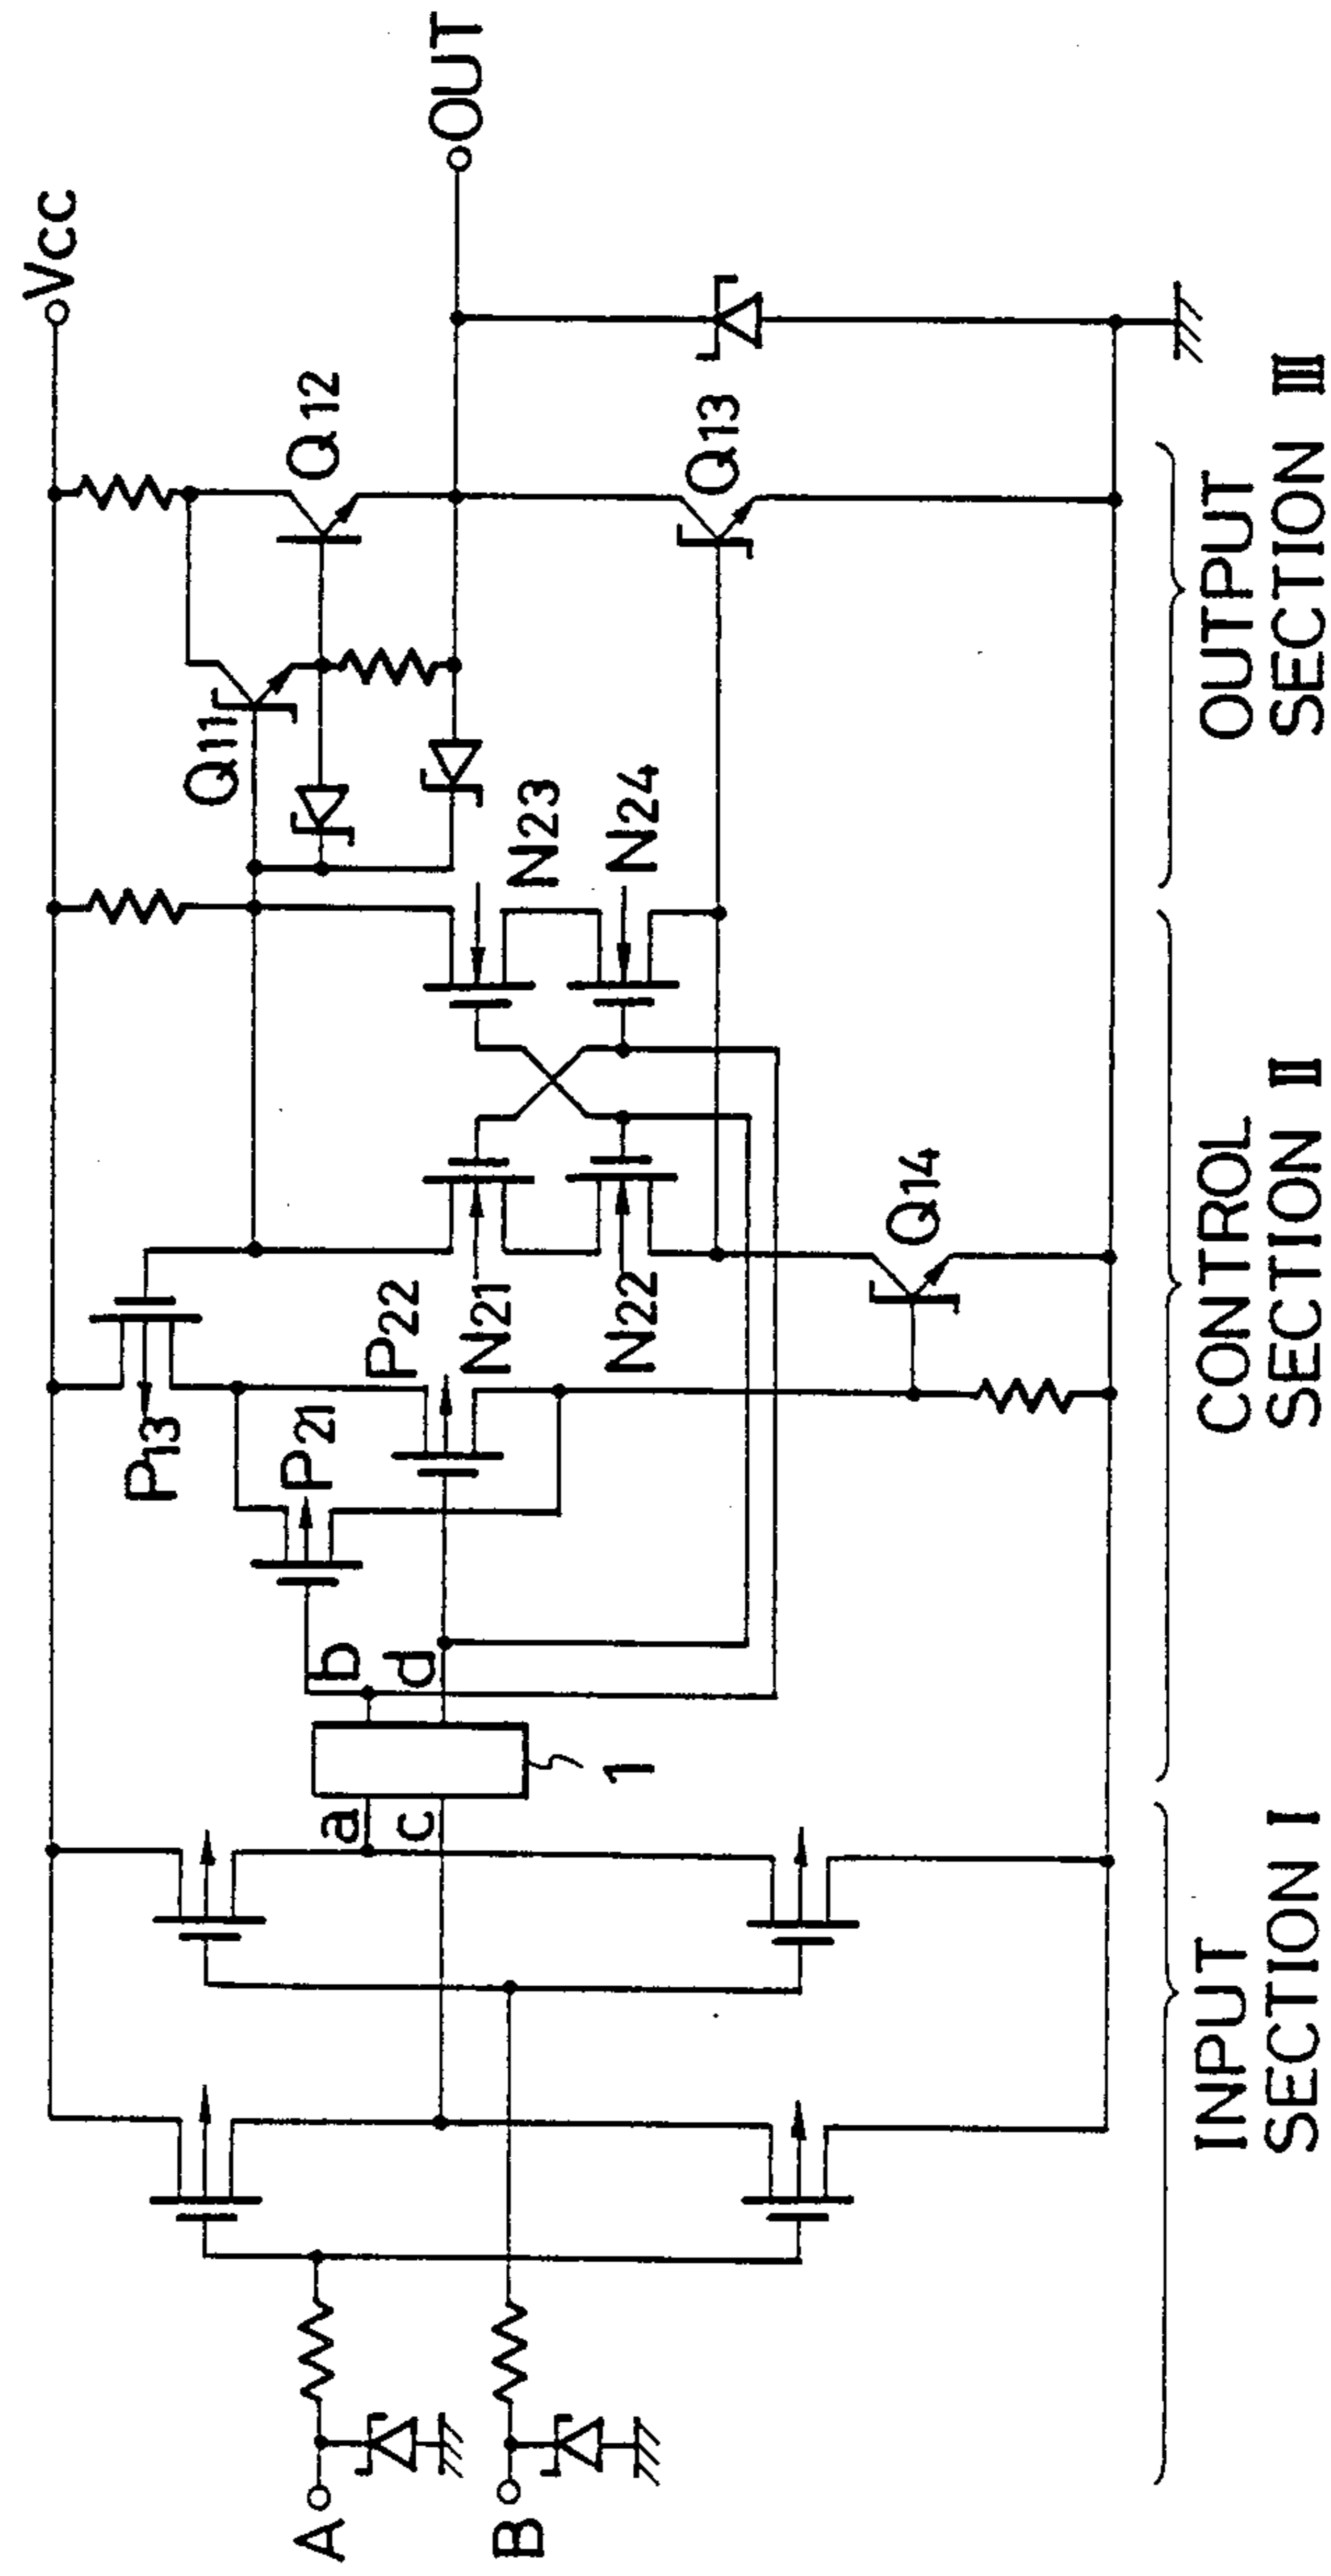 Vcc
OUT
Q12
Q11
Q13
N23
N24
P13
P21
P22
N21
N22
Q14
b
d
a
c
1
A
B
INPUT
SECTION I
CONTROL
SECTION II
OUTPUT
SECTION III